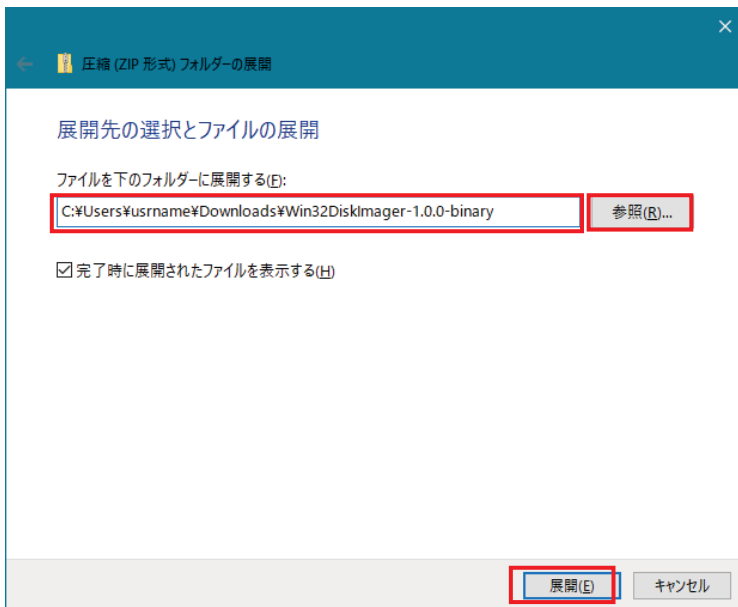 圧縮 (ZIP 形式) フォルダーの展開
展開先の選択とファイルの展開
ファイルを下のフォルダーに展開する(F):
C:¥Users¥usrname¥Downloads¥Win32DiskImager-1.0.0-binary
参照(R)...
完了時に展開されたファイルを表示する(H)
展開(E)
キャンセル